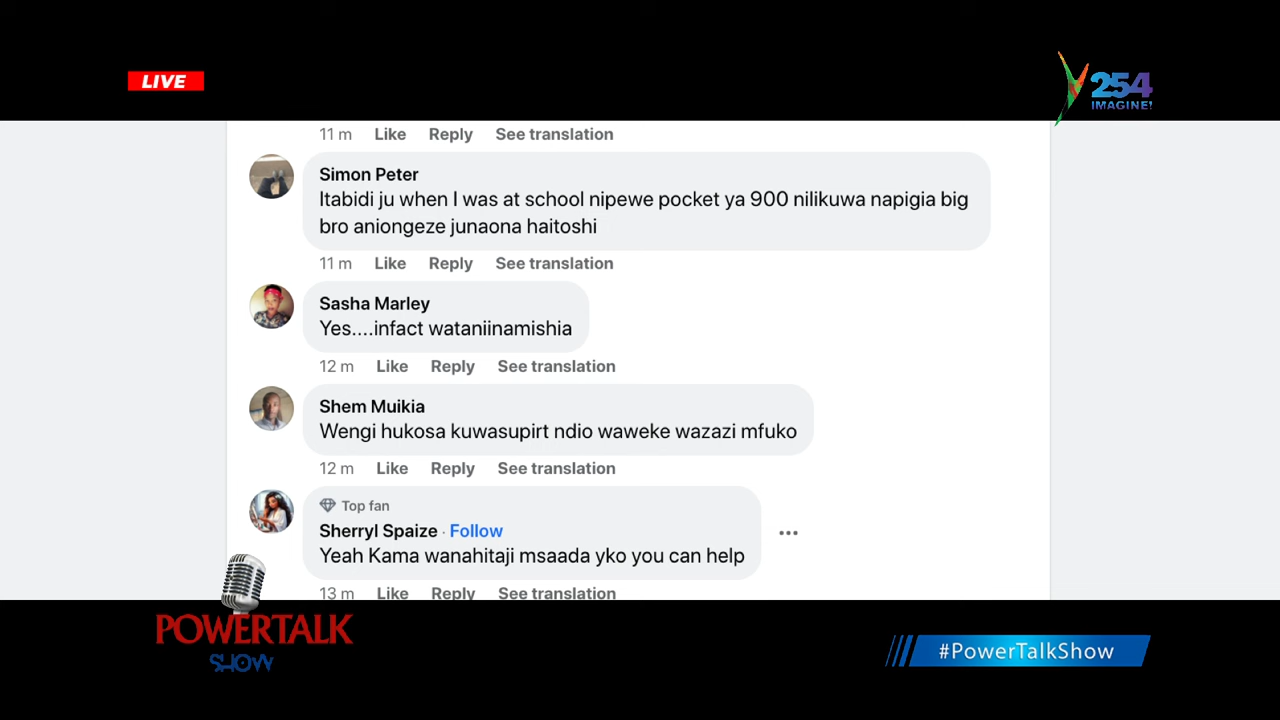 LIVE
254
IMAGINE!
11 m Like Reply See translation
Simon Peter
Itabidi ju when I was at school nipewe pocket ya 900 nilikuwa napigia big
bro aniongeze junaona haitoshi
11 m Like Reply See translation
Sasha Marley
Yes....infact wataniinamishia
12 m Like Reply See translation
Shem Muikia
Wengi hukosa kuwasupirt ndio waweke wazazi mfuko
12 m Like Reply See translation
Top fan
Sherryl Spaize · Follow
Yeah Kama wanahitaji msaada yko you can help
13 m Like Reply See translation
POWERTALK
SHOW
#PowerTalkShow